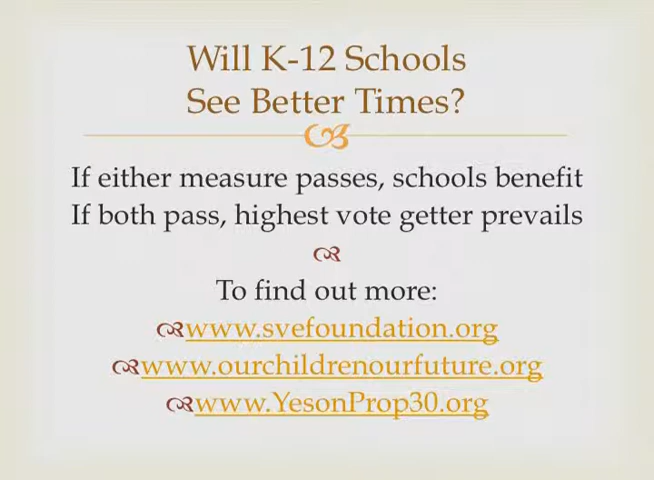 Will K-12 Schools
See Better Times?
If either measure passes, schools benefit
If both pass, highest vote getter prevails
To find out more:
www.svefoundation.org
www.ourchildrenourfuture.org
www.YesonProp30.org